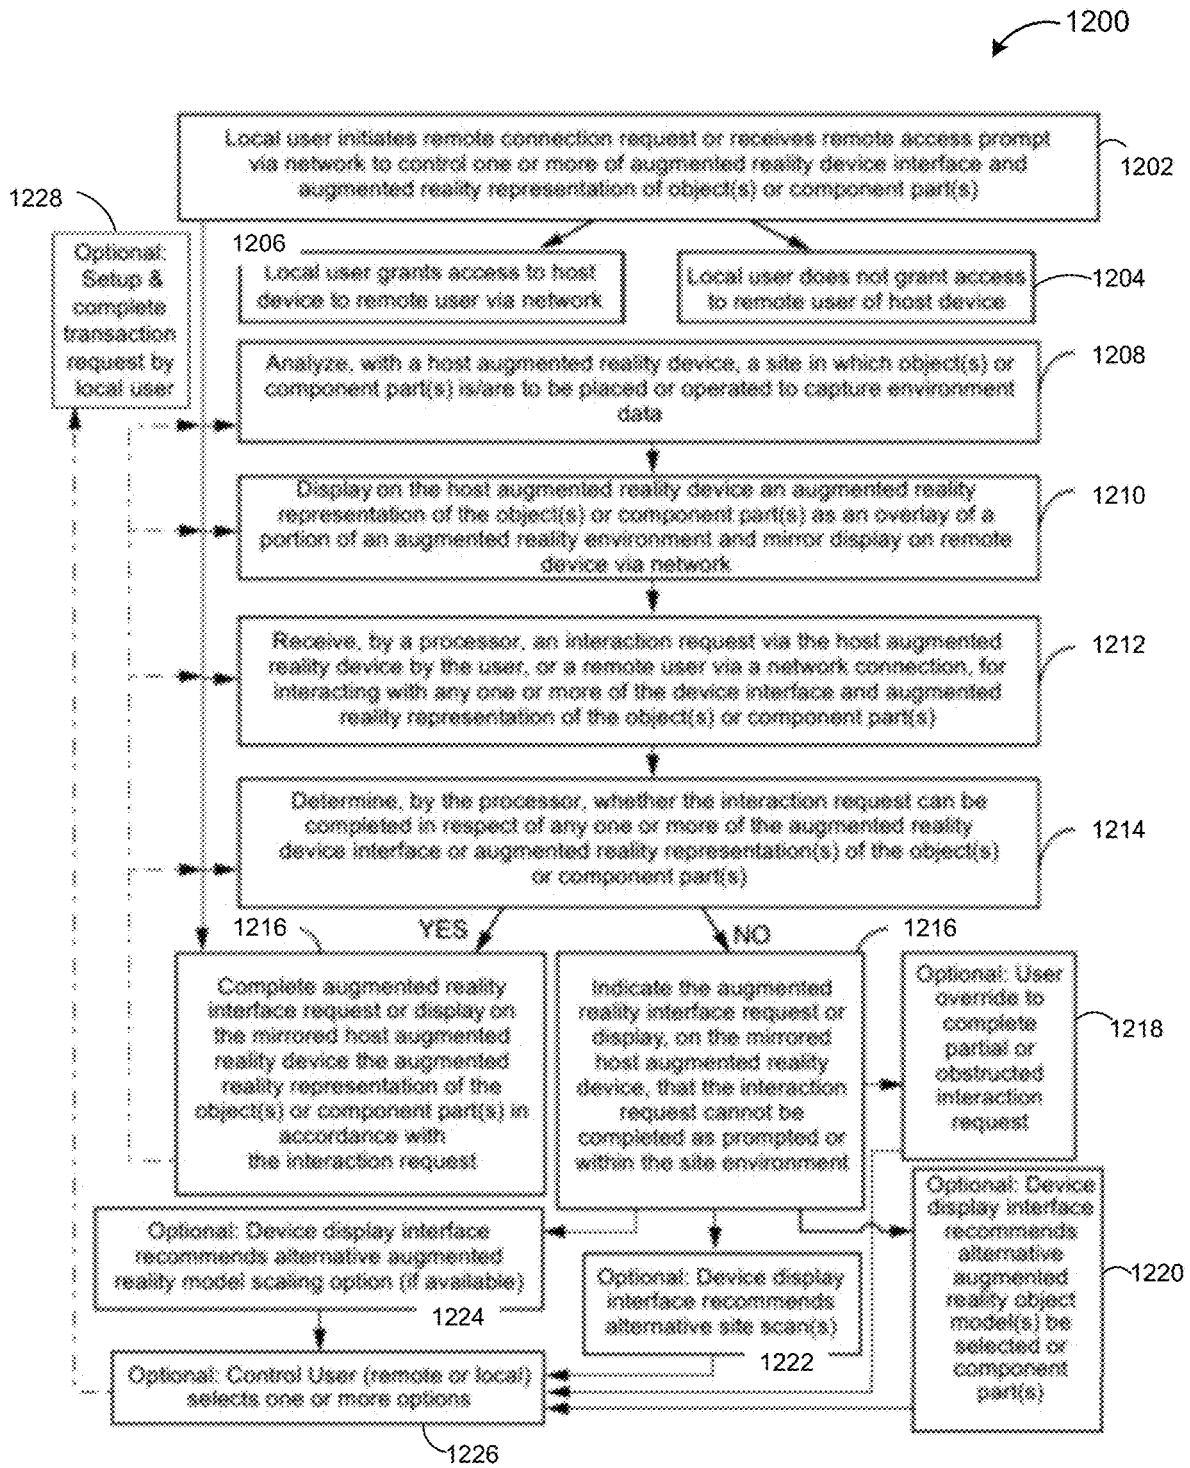 1200
Local user initiates remote connection request or receives remote access prompt
via network to control one or more of augmented reality device interface and
augmented reality representation of object(s) or component part(s)
1202
1228
Optional:
Setup &
complete
transaction
request by
local user
1206
Local user grants access to host
device to remote user via network
Local user does not grant access
to remote user of host device
1204
Analyze, with a host augmented reality device, a site in which object(s) or
component part(s) is/are to be placed or operated to capture environment
data
1208
Display on the host augmented reality device an augmented reality
representation of the object(s) or component part(s) as an overlay of a
portion of an augmented reality environment and mirror display on remote
device via network
1210
Receive, by a processor, an interaction request via the host augmented
reality device by the user, or a remote user via a network connection, for
interacting with any one or more of the device interface and augmented
reality representation of the object(s) or component part(s)
1212
Determine, by the processor, whether the interaction request can be
completed in respect of any one or more of the augmented reality
device interface or augmented reality representation(s) of the object(s)
or component part(s)
1214
YES
NO
1216
Complete augmented reality
interface request or display on
the mirrored host augmented
reality device the augmented
reality representation of the
object(s) or component part(s) in
accordance with
the interaction request
1216
Indicate the augmented
reality interface request or
display, on the mirrored
host augmented reality
device, that the interaction
request cannot be
completed as prompted or
within the site environment
Optional: User
override to
complete
partial or
obstructed
interaction
request
1218
Optional: Device
display interface
recommends
alternative
augmented
reality object
model(s) be
selected or
component
part(s)
1220
Optional: Device display interface
recommends alternative augmented
reality model scaling option (if available)
1224
Optional: Device display
interface recommends
alternative site scan(s)
1222
Optional: Control User (remote or local)
selects one or more options
1226